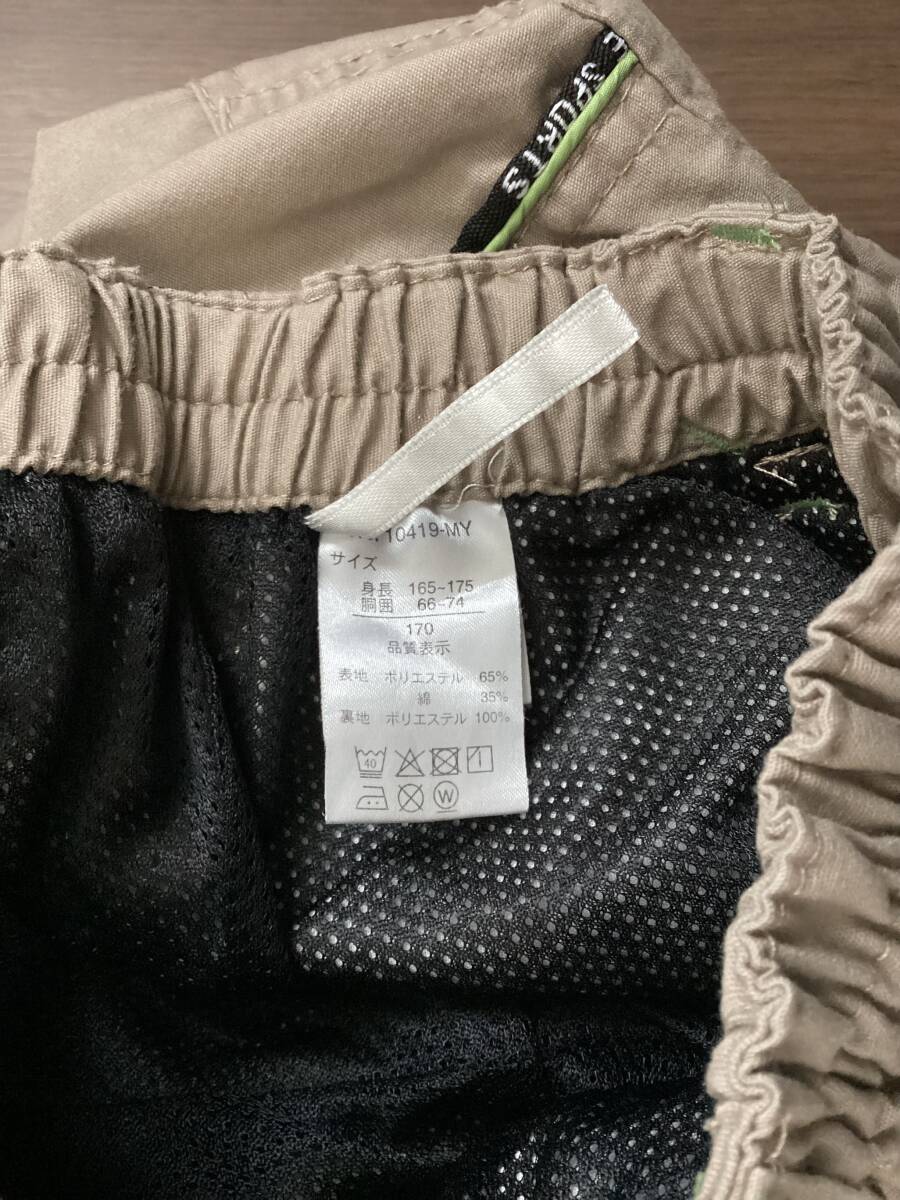 E SPORTS
10419-MY
サイズ
身長 165~175
胴囲 66~74
170
品質表示
表地 ポリエステル 65%
綿 35%
裏地 ポリエステル 100%
40
W